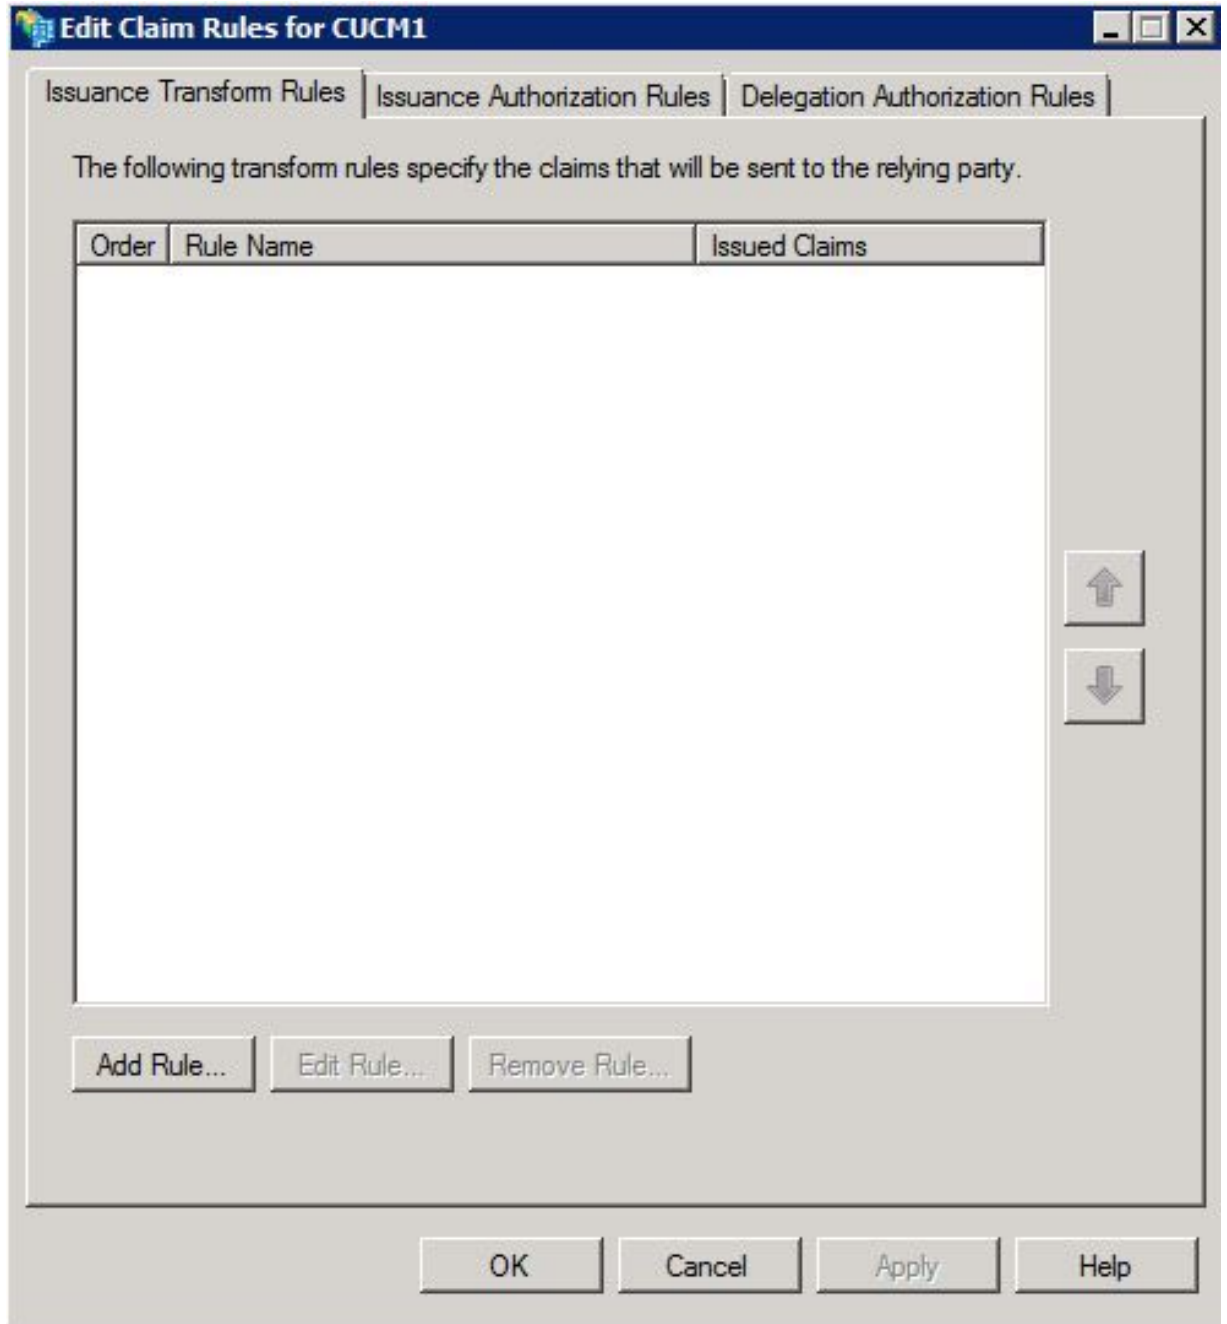 Edit Claim Rules for CUCM1
Issuance Transform Rules Issuance Authorization Rules Delegation Authorization Rules
The following transform rules specify the claims that will be sent to the relying party.
Order Rule Name Issued Claims
Add Rule... Edit Rule... Remove Rule...
OK Cancel Apply Help